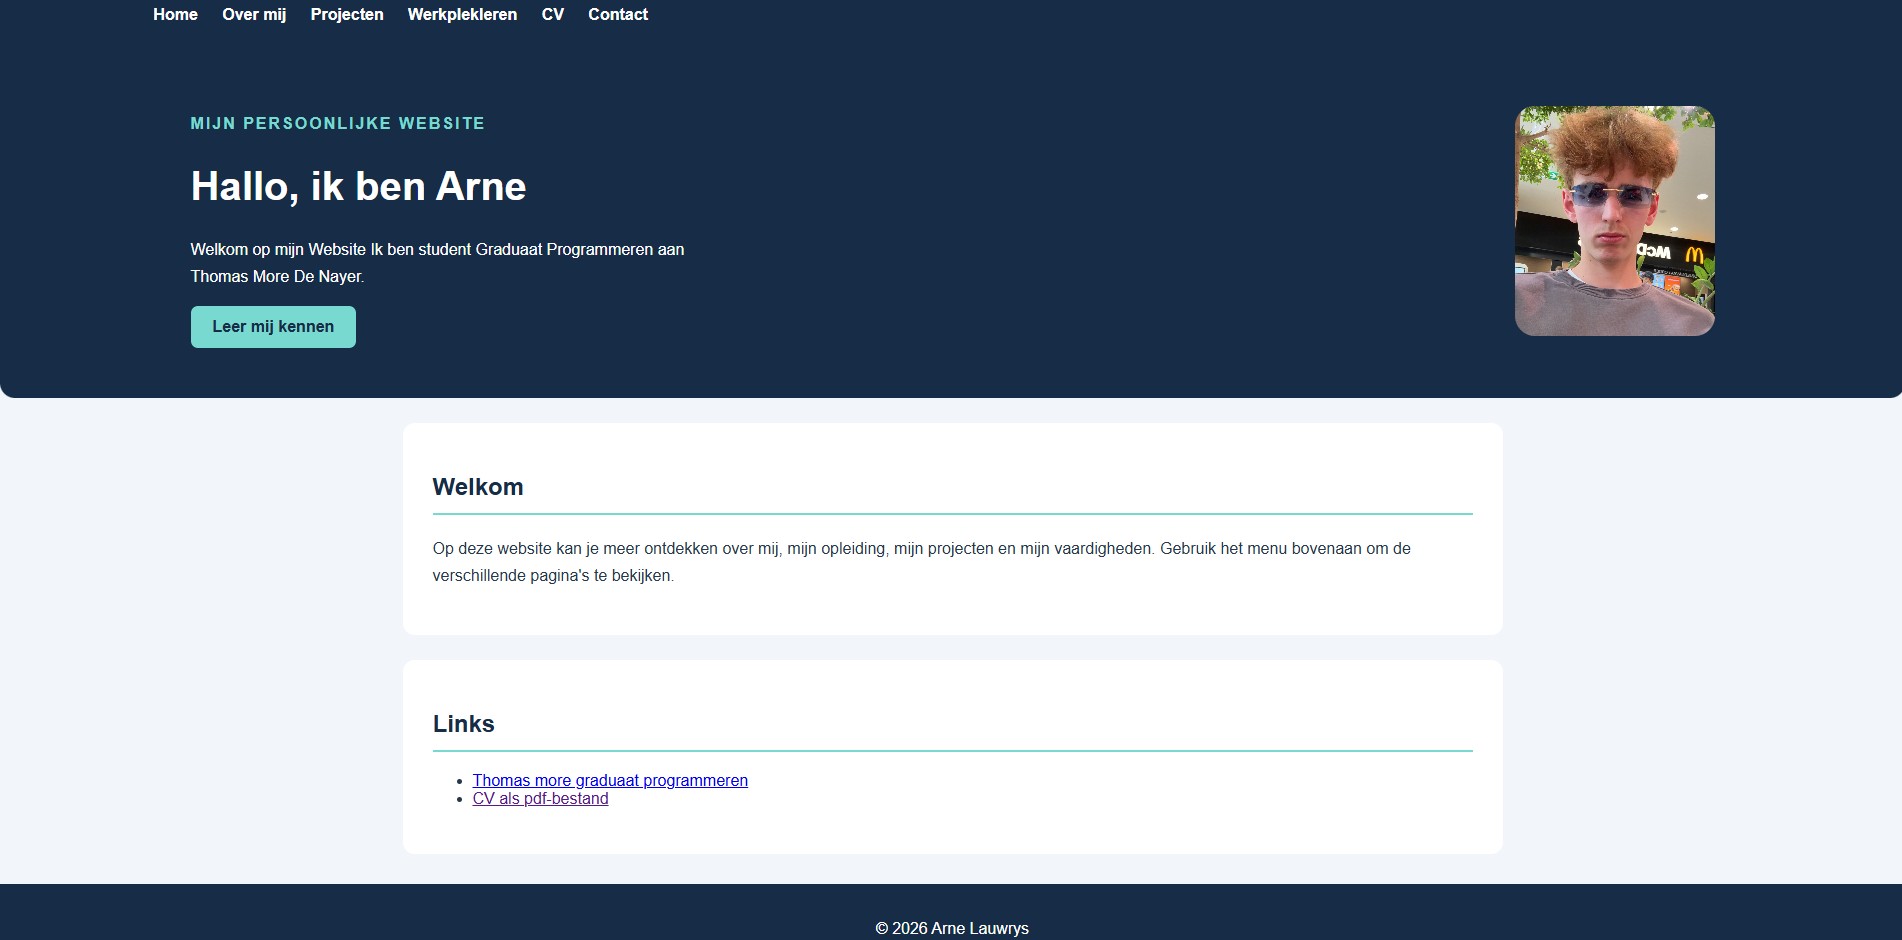 Home Over mij Projecten Werkplekleren CV Contact
MIJN PERSOONLIJKE WEBSITE
Hallo, ik ben Arne
Welkom op mijn Website Ik ben student Graduaat Programmeren aan
Thomas More De Nayer.
Leer mij kennen
McD
Welkom
Op deze website kan je meer ontdekken over mij, mijn opleiding, mijn projecten en mijn vaardigheden. Gebruik het menu bovenaan om de
verschillende pagina's te bekijken.
Links
Thomas more graduaat programmeren
CV als pdf-bestand
© 2026 Arne Lauwrys